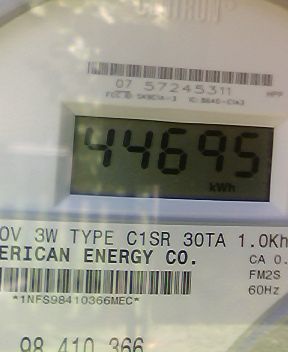 07 57245311
HPP
44695
kWh
0V 3W TYPE C1SR 30TA 1.0Kh
ERICAN ENERGY CO.
CA 0.
FM2S
60Hz
*1NFS98410366MEC*
98 410 366